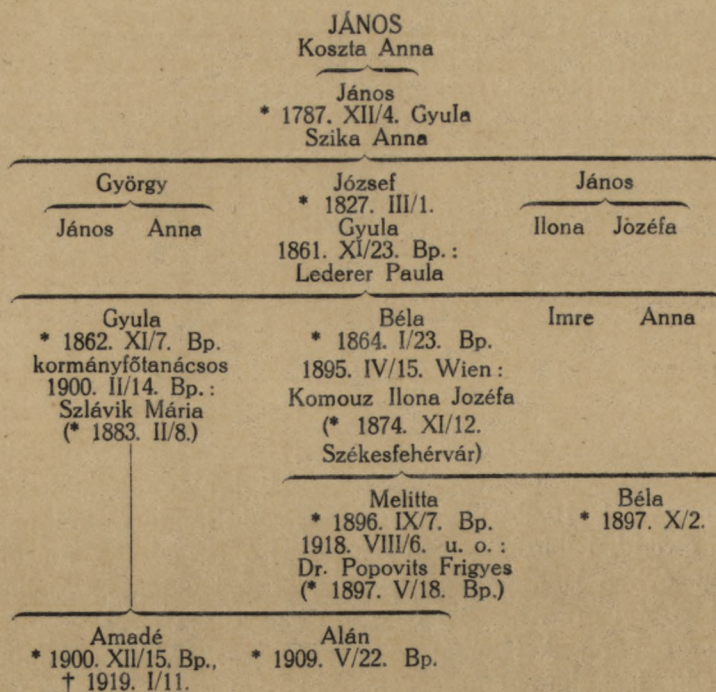 JÁNOS
Koszta Anna
János
* 1787. XII/4. Gyula
Szika Anna
György
János Anna
József
* 1827. III/1.
Gyula
1861. XI/23. Bp.:
Lederer Paula
János
Ilona Józéfa
Gyula
* 1862. XI/7. Bp.
kormányfőtanácsos
1900. II/14. Bp.:
Szlávik Mária
(* 1883. II/8.)
Béla
* 1864. I/23. Bp.
1895. IV/15. Wien:
Komouz Ilona Jozéfa
(* 1874. XI/12.
Székesfehérvár)
Imre Anna
Melitta
* 1896. IX/7. Bp.
1918. VIII/6. u. o.:
Dr. Popovits Frigyes
(* 1897. V/18. Bp.)
Béla
* 1897. X/2.
Amadé
* 1900. XII/15. Bp.,
† 1919. I/11.
Alán
* 1909. V/22. Bp.